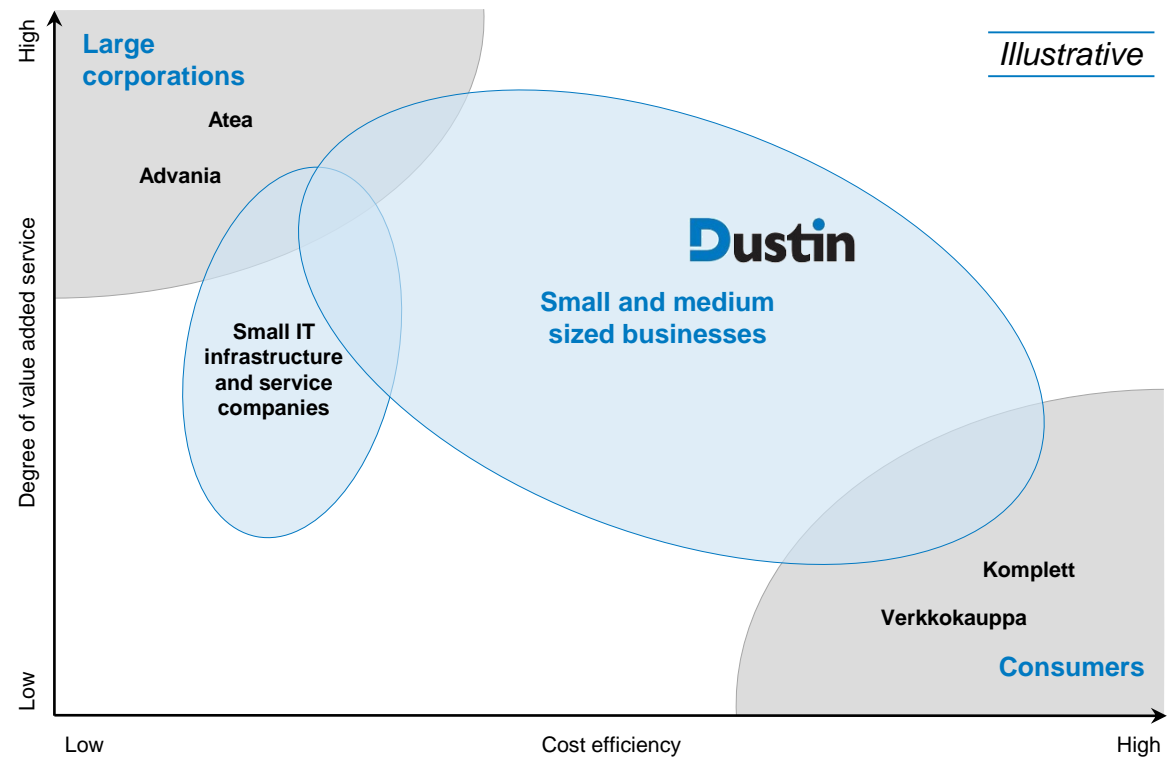 High
Large
corporations
Illustrative
Atea
Advania
Dustin
Degree of value added service
Small and medium
sized businesses
Small IT
infrastructure
and service
companies
Komplett
Verkkokauppa
Consumers
Low
Low
Cost efficiency
High